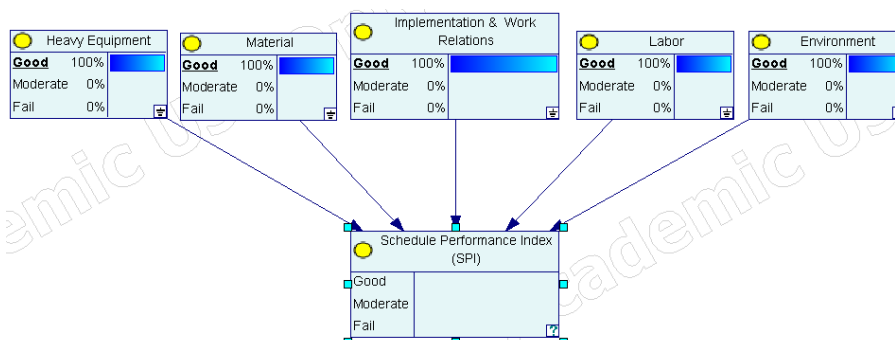 Heavy Equipment
Good 100%
Moderate 0%
Fail 0%
Material
Good 100%
Moderate 0%
Fail 0%
Implementation & Work
Relations
Good 100%
Moderate 0%
Fail 0%
Labor
Good 100%
Moderate 0%
Fail 0%
Environment
Good 100%
Moderate 0%
Fail 0%
Schedule Performance Index
(SPI)
Good
Moderate
Fail
?